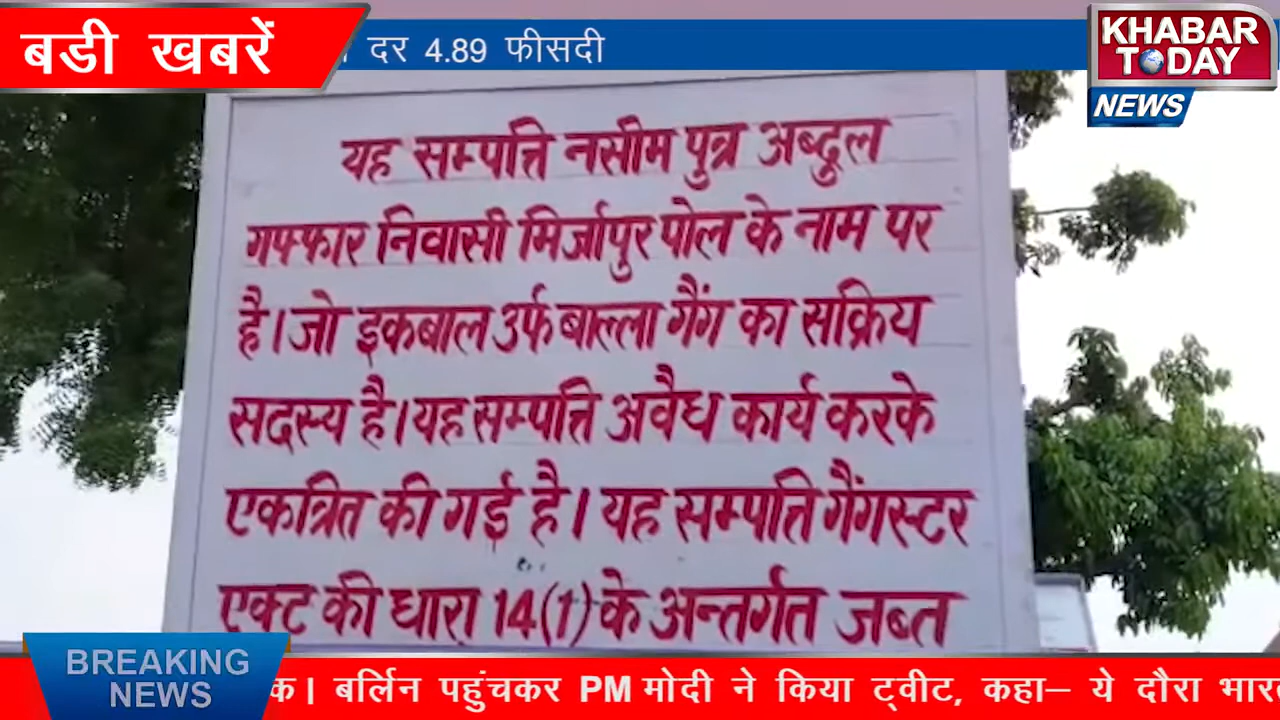 बडी खबरें
दर 4.89 फीसदी
KHABAR
TODAY
NEWS
यह सम्पत्ति नसीम पुत्र अब्दुल
गफ्फार निवासी मिर्जापुर पोल के नाम पर
है। जो इकबाल उर्फ बाल्ला गैंग का सक्रिय
सदस्य है। यह सम्पत्ति अवैध कार्य करके
एकत्रित की गई है। यह सम्पत्ति गैंगस्टर
एक्ट की धारा 14(1) के अन्तर्गत जब्त
BREAKING
NEWS
क। बर्लिन पहुंचकर PM मोदी ने किया ट्वीट, कहा– ये दौरा भार